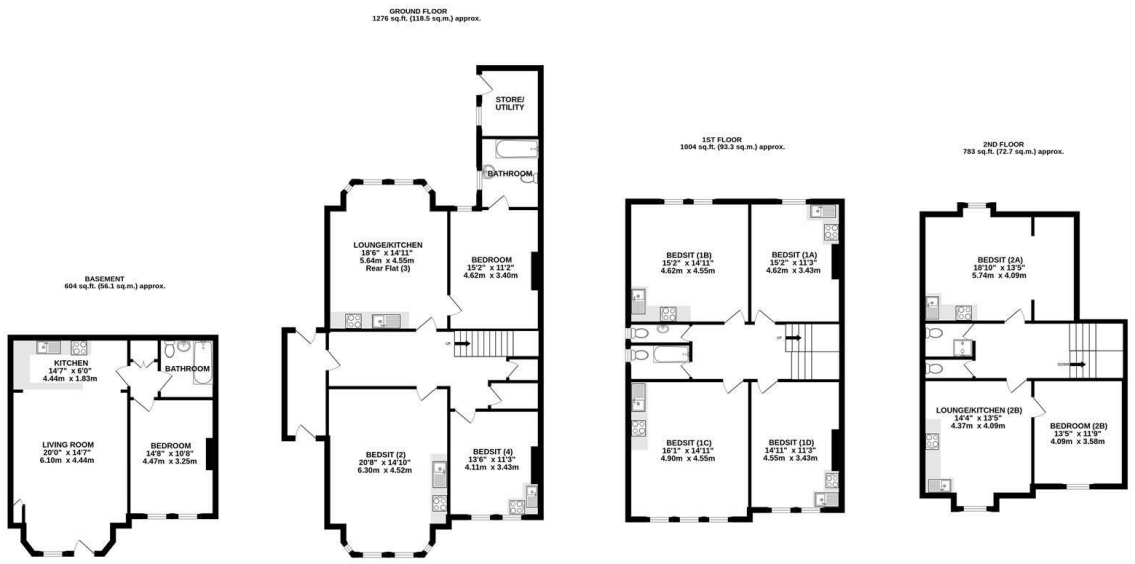 GROUND FLOOR
1276 sq.ft. (118.5 sq.m.) approx.
STORE/
UTILITY
BATHROOM
LOUNGE/KITCHEN
18'6" x 14'11"
5.64m x 4.55m
Rear Flat (3)
BEDROOM
15'2" x 11'2"
4.62m x 3.40m
UP
BEDSIT (2)
20'8" x 14'10"
6.30m x 4.52m
BEDSIT (4)
13'6" x 11'3"
4.11m x 3.43m
BASEMENT
604 sq.ft. (56.1 sq.m.) approx.
KITCHEN
14'7" x 6'0"
4.44m x 1.83m
BATHROOM
LIVING ROOM
20'0" x 14'7"
6.10m x 4.44m
BEDROOM
14'8" x 10'8"
4.47m x 3.25m
1ST FLOOR
1004 sq.ft. (93.3 sq.m.) approx.
BEDSIT (1B)
15'2" x 14'11"
4.62m x 4.55m
BEDSIT (1A)
15'2" x 11'3"
4.62m x 3.43m
UP
BEDSIT (1C)
16'1" x 14'11"
4.90m x 4.55m
BEDSIT (1D)
14'11" x 11'3"
4.55m x 3.43m
2ND FLOOR
783 sq.ft. (72.7 sq.m.) approx.
BEDSIT (2A)
18'10" x 13'5"
5.74m x 4.09m
DOWN
LOUNGE/KITCHEN (2B)
14'4" x 13'5"
4.37m x 4.09m
BEDROOM (2B)
13'5" x 11'9"
4.09m x 3.58m